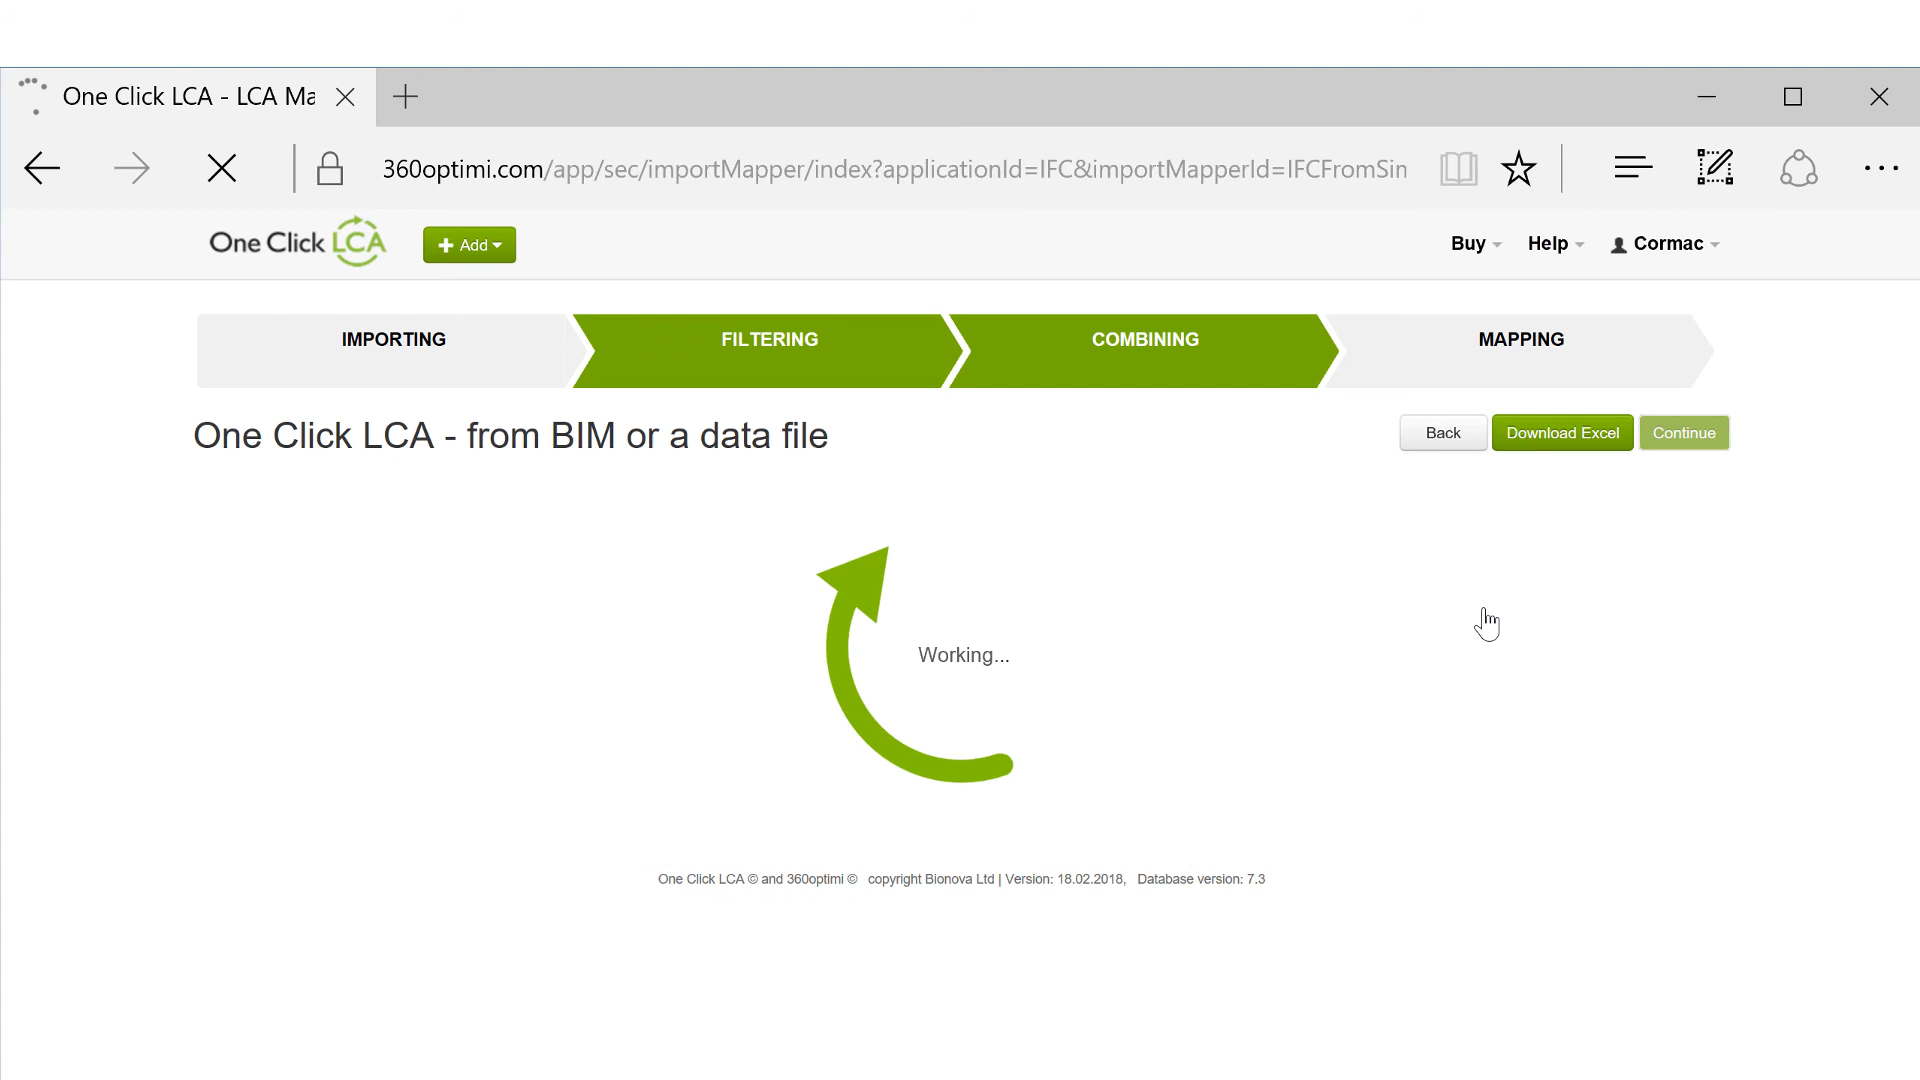 One Click LCA - LCA Ma
360optimi.com/app/sec/importMapper/index?applicationId=IFC&importMapperId=IFCFromSin
One Click LCA
Add
Buy
Help
Cormac
IMPORTING
FILTERING
COMBINING
MAPPING
One Click LCA - from BIM or a data file
Back
Download Excel
Continue
Working...
One Click LCA © and 360optimi © copyright Bionova Ltd | Version: 18.02.2018, Database version: 7.3